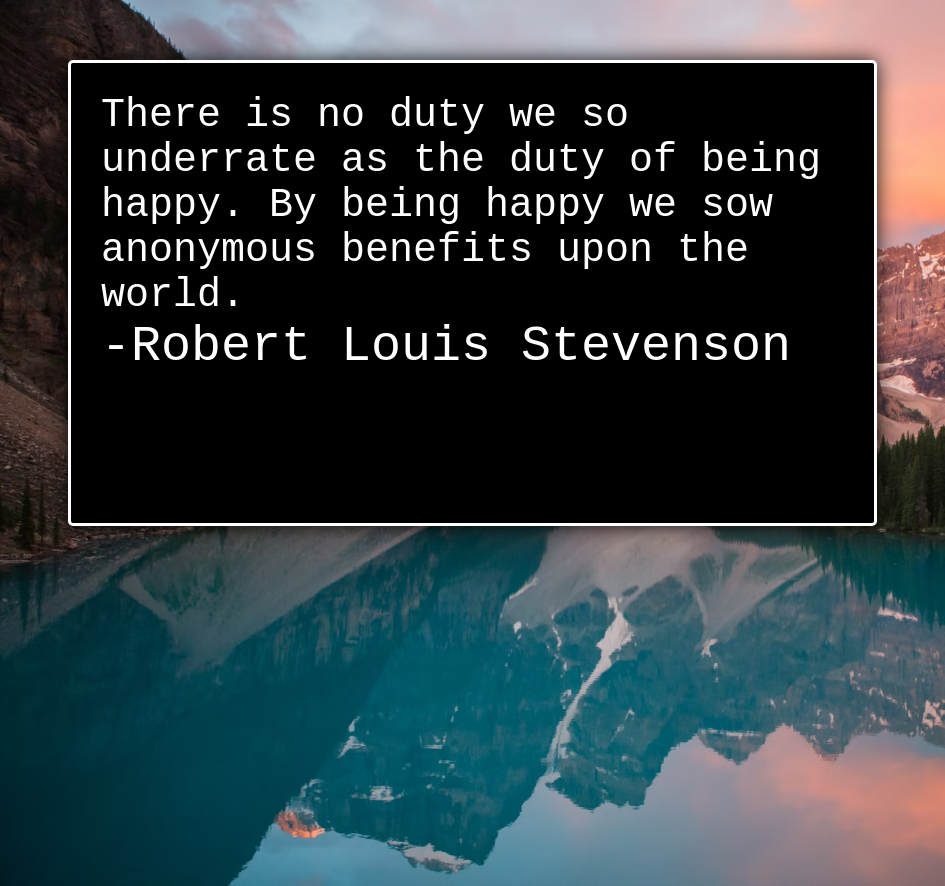 There is no duty we so
underrate as the duty of being
happy. By being happy we sow
anonymous benefits upon the
world.
-Robert Louis Stevenson